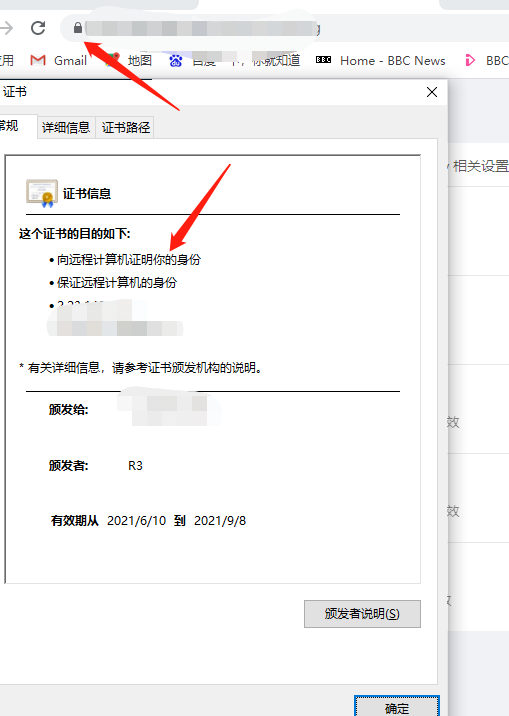 应用 Gmail 地图 百度一下，你就知道 BBC Home - BBC News BBC
证书
常规 详细信息 证书路径
相关设置
证书信息
这个证书的目的如下:
• 向远程计算机证明你的身份
• 保证远程计算机的身份
* 有关详细信息，请参考证书颁发机构的说明。
颁发给:
效
颁发者: R3
效
有效期从 2021/6/10 到 2021/9/8
颁发者说明(S)
确定